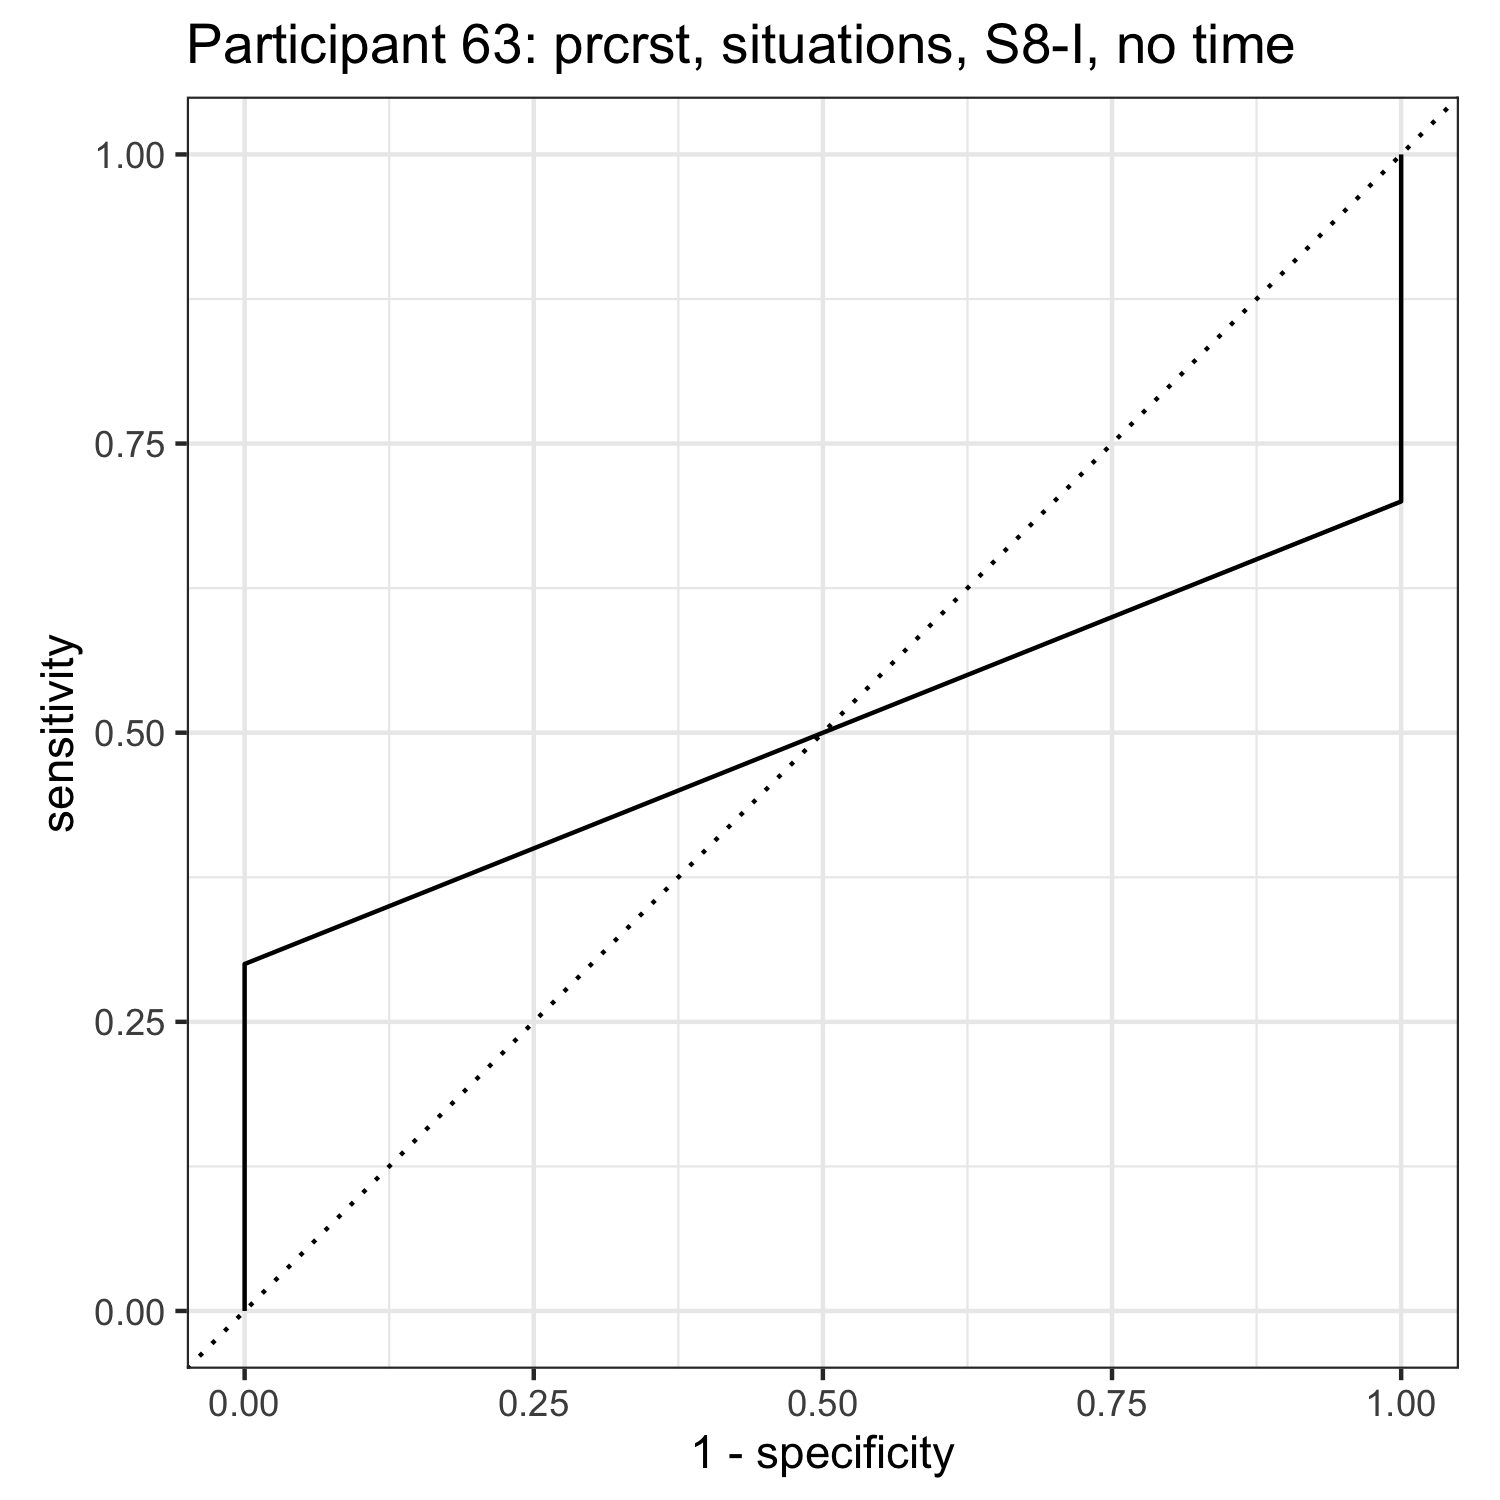 Participant 63: prcrst, situations, S8-I, no time
1.00
0.75
0.50
0.25
0.00
sensitivity
0.00 0.25 0.50 0.75 1.00
1 - specificity